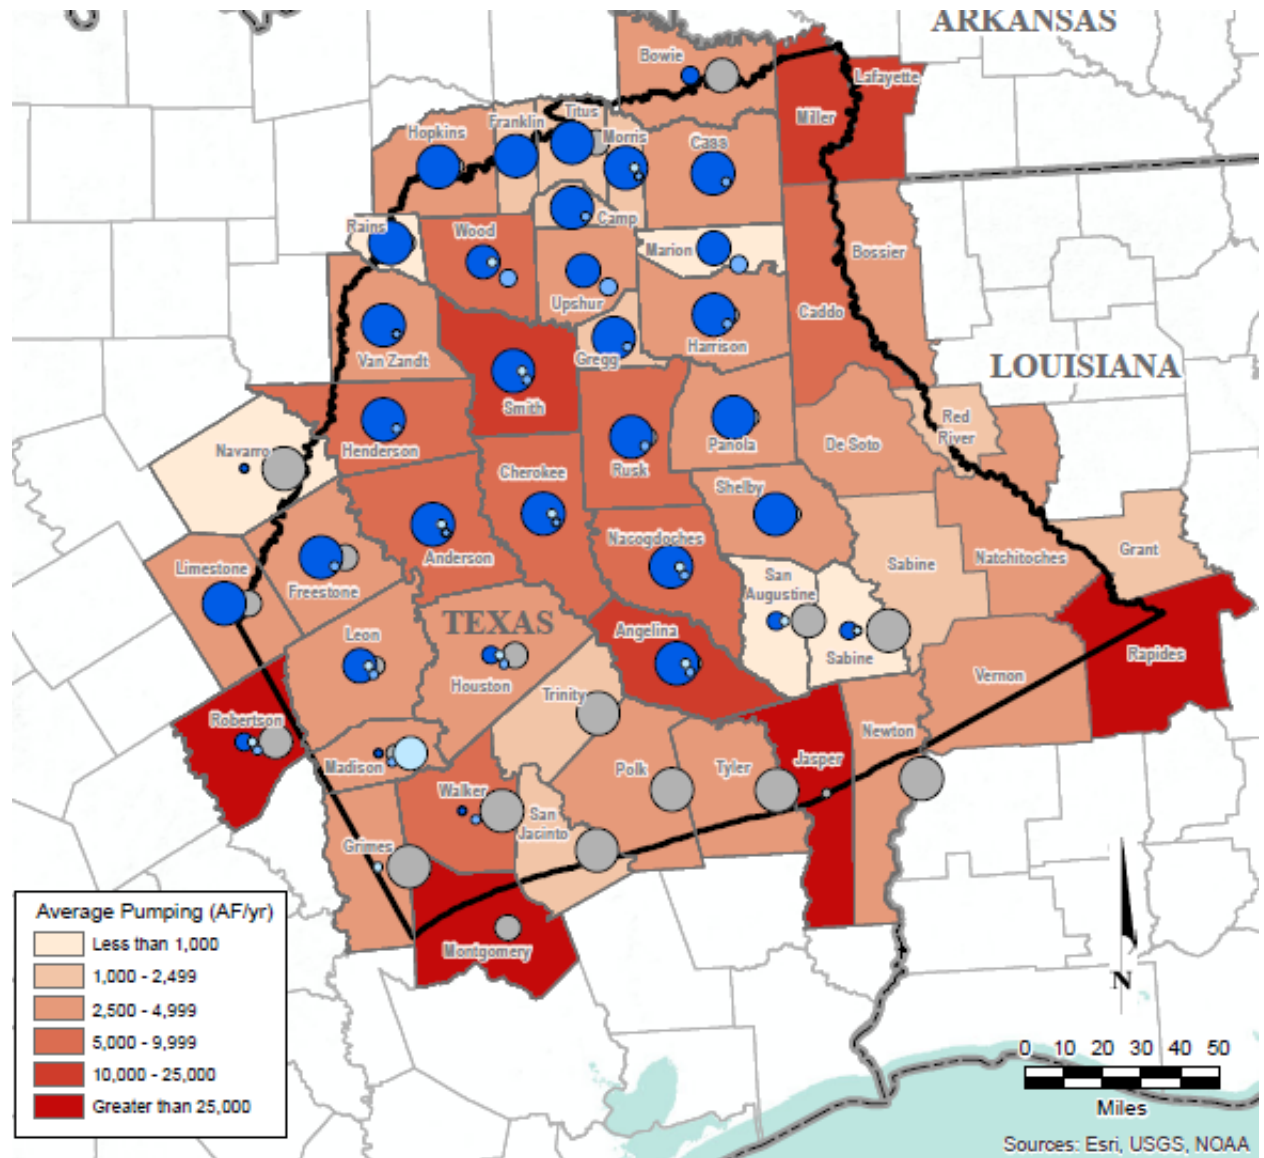 ARKANSAS
Bowie
Lafayette
Miller
Titus
Franklin
Hopkins
Morris
Cass
Camp
Rains
Wood
Marion
Bossier
Upshur
Caddo
Harrison
Van Zandt
Gregg
LOUISIANA
Smith
Red
River
Navarro
Henderson
Panola
De Soto
Cherokee
Rusk
Shelby
Nacogdoches
Anderson
Grant
Natchitoches
Sabine
Limestone
San
Augustine
Freestone
TEXAS
Leon
Angelina
Sabine
Rapides
Houston
Vernon
Trinity
Robertson
Newton
Jasper
Madison
Polk
Tyler
Walker
San
Jacinto
Grimes
Montgomery
Average Pumping (AF/yr)
Less than 1,000
1,000 - 2,499
2,500 - 4,999
5,000 - 9,999
10,000 - 25,000
Greater than 25,000
N
0 10 20 30 40 50
Miles
Sources: Esri, USGS, NOAA